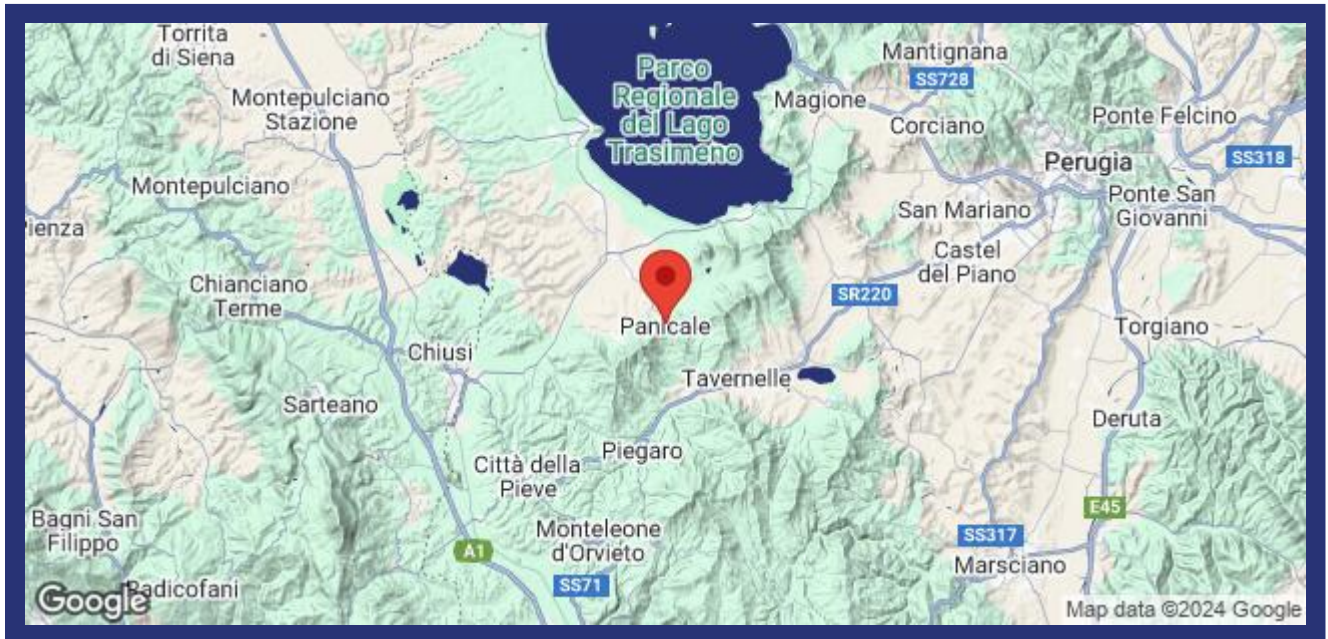 Torrita
di Siena
Parco
Regionale
del Lago
Trasimeno
Mantignana
SS728
Montepulciano
Stazione
Magione
Corciano
Ponte Felcino
SS318
Perugia
Montepulciano
Ponte San
Giovanni
ienza
San Mariano
Castel
del Piano
Chianciano
Terme
SR220
Panicale
Torgiano
Chiusi
Tavernelle
Sarteano
Deruta
Piegaro
Città della
Pieve
Bagni San
Filippo
Monteleone
d'Orvieto
E45
SS317
A1
Marsciano
SS71
Radicofani
Google
Map data ©2024 Google